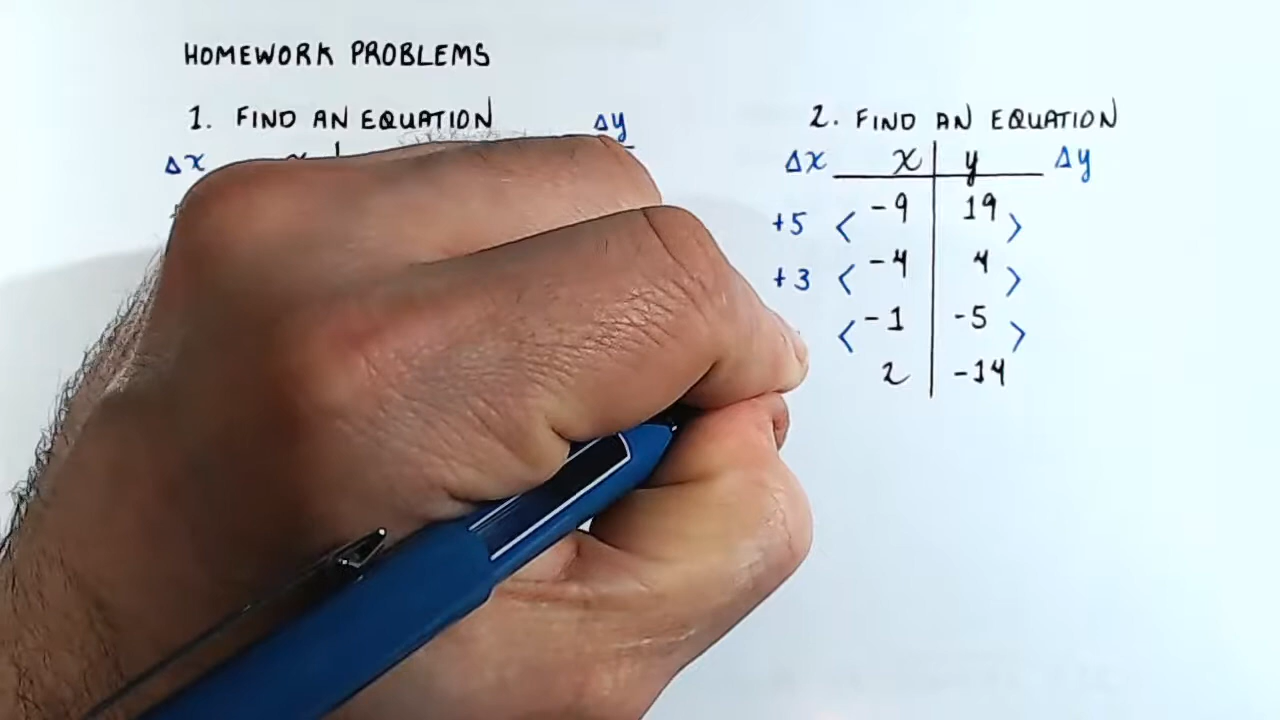 HOMEWORK PROBLEMS
1. FIND AN EQUATION
Δy
Δx
2. FIND AN EQUATION
Δx x y Δy
-9 19
+5 < >
-4 4
+3 < >
-1 -5
< >
2 -14